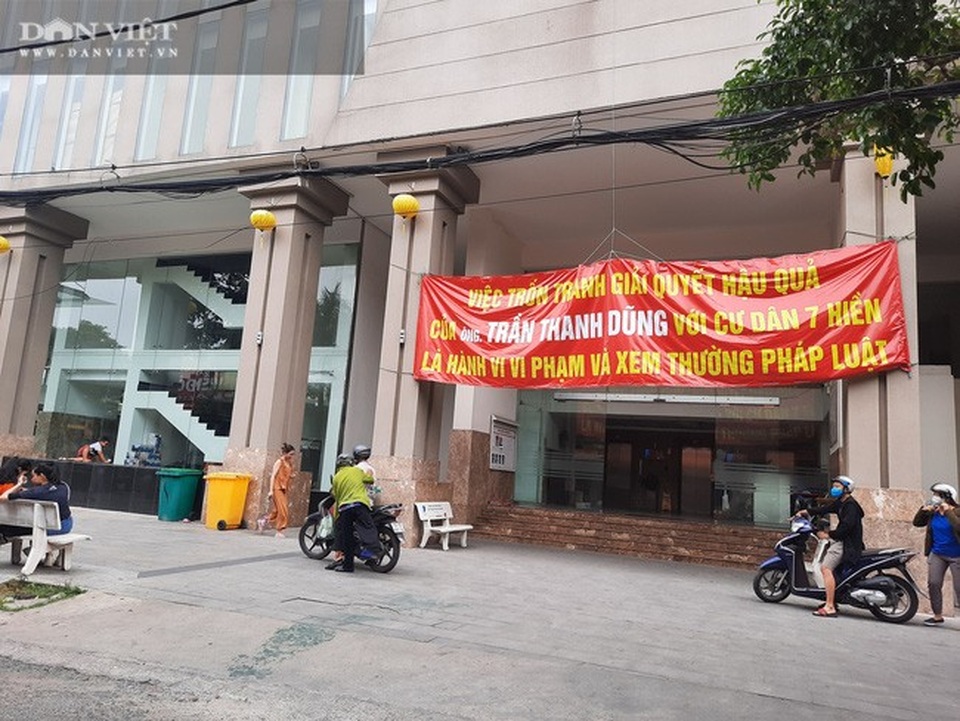 DÂN VIỆT
WWW.DANVIET.VN
VIỆC TRỐN TRÁNH GIẢI QUYẾT HẬU QUẢ
CỦA ÔNG. TRẦN THANH DŨNG VỚI CƯ DÂN 7 HIỀN
LÀ HÀNH VI VI PHẠM VÀ XEM THƯỜNG PHÁP LUẬT